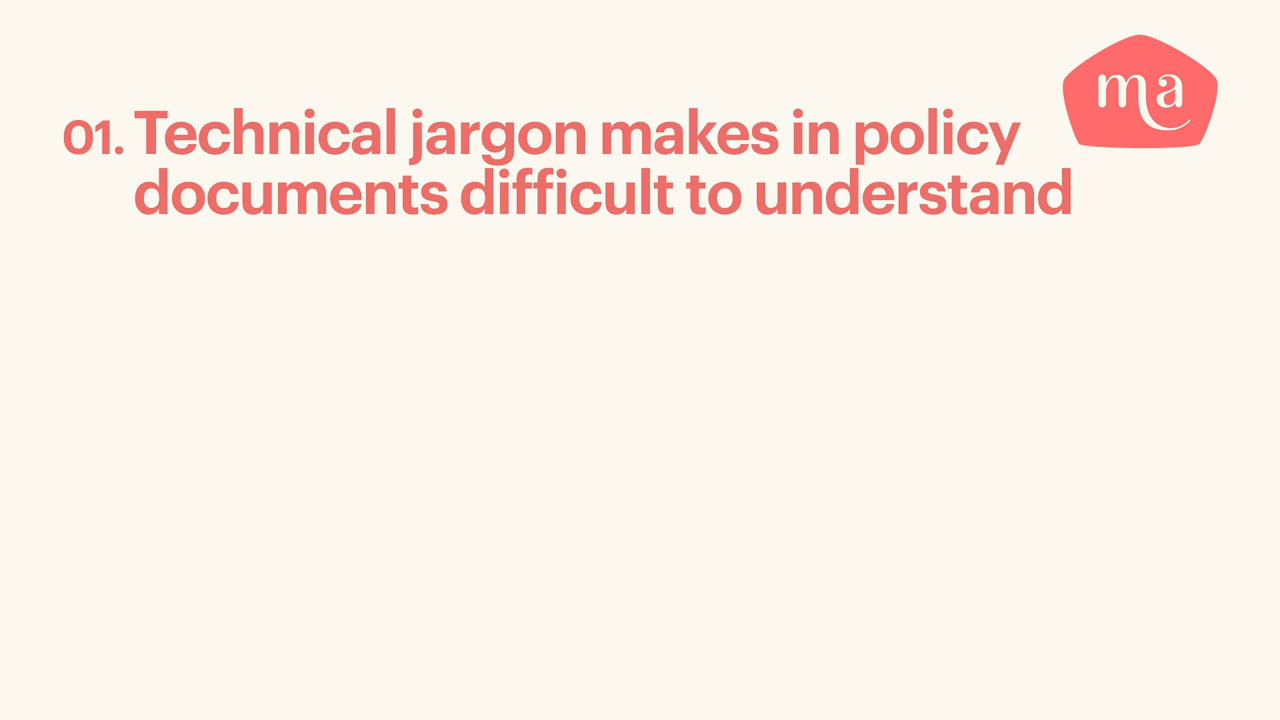 ma
01. Technical jargon makes in policy
documents difficult to understand